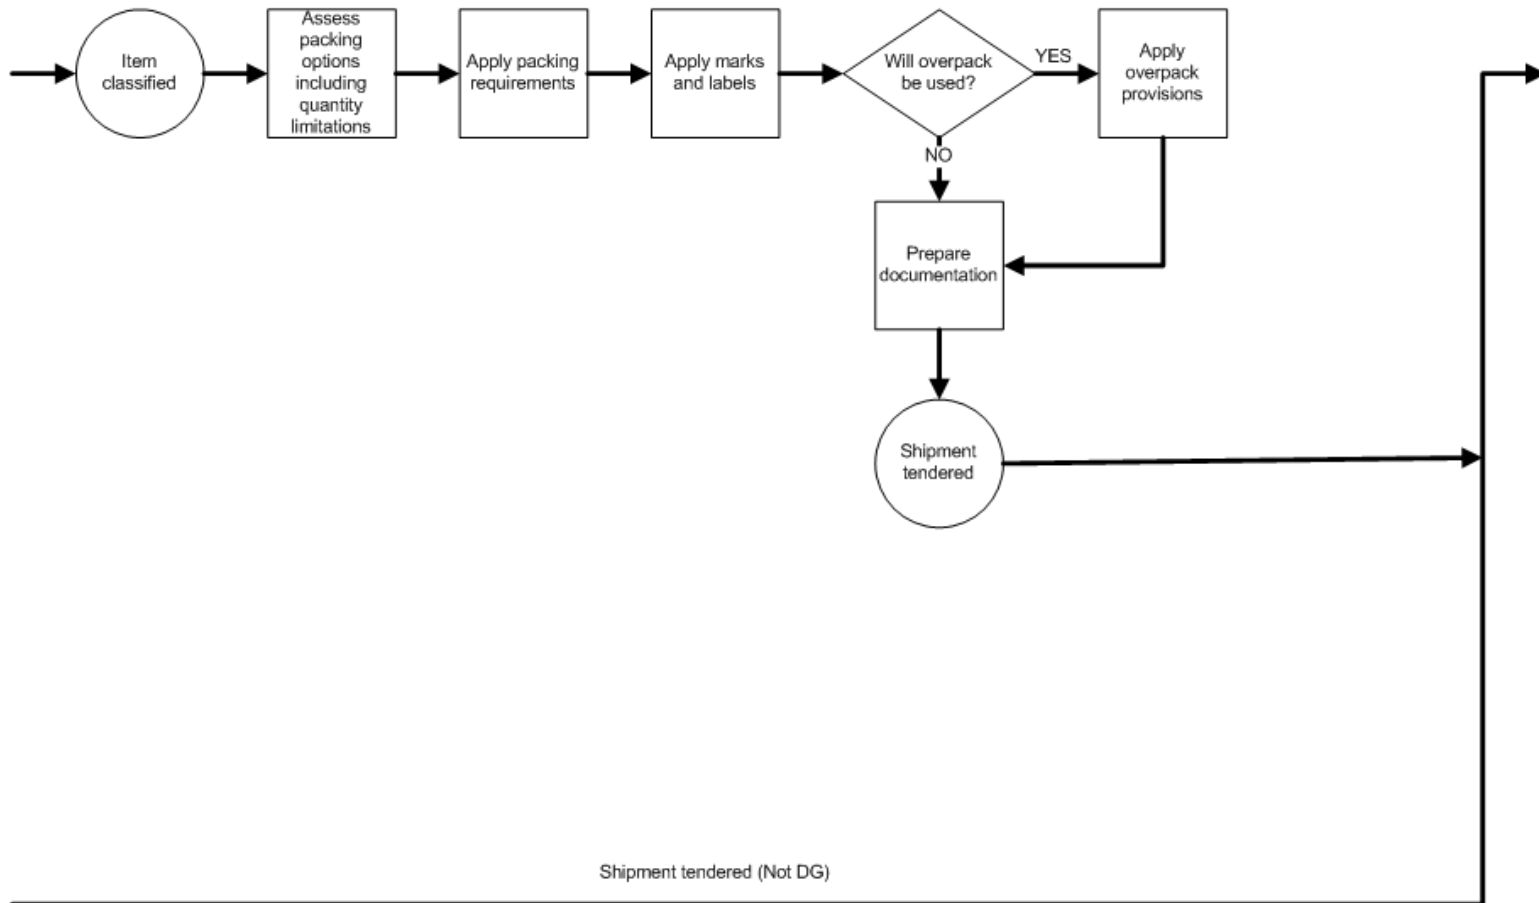 Item
classified
Assess
packing
options
including
quantity
limitations
Apply packing
requirements
Apply marks
and labels
Will overpack
be used?
YES
Apply
overpack
provisions
NO
Prepare
documentation
Shipment
tendered
Shipment tendered (Not DG)